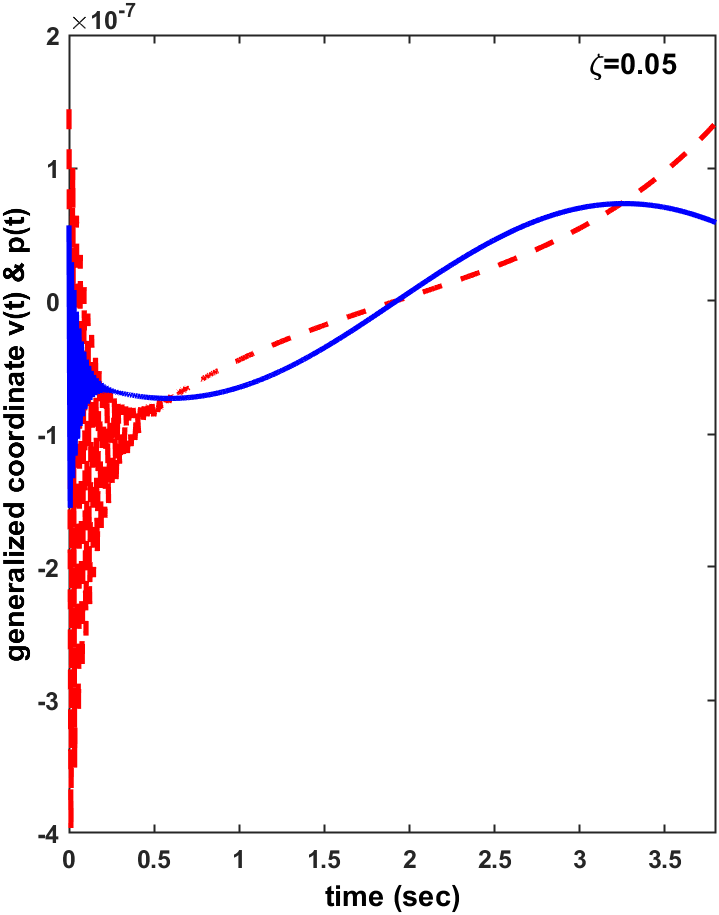 ×10⁻⁷
ζ=0.05
2
1
0
-1
-2
-3
-4
generalized coordinate v(t) & p(t)
0 0.5 1 1.5 2 2.5 3 3.5
time (sec)